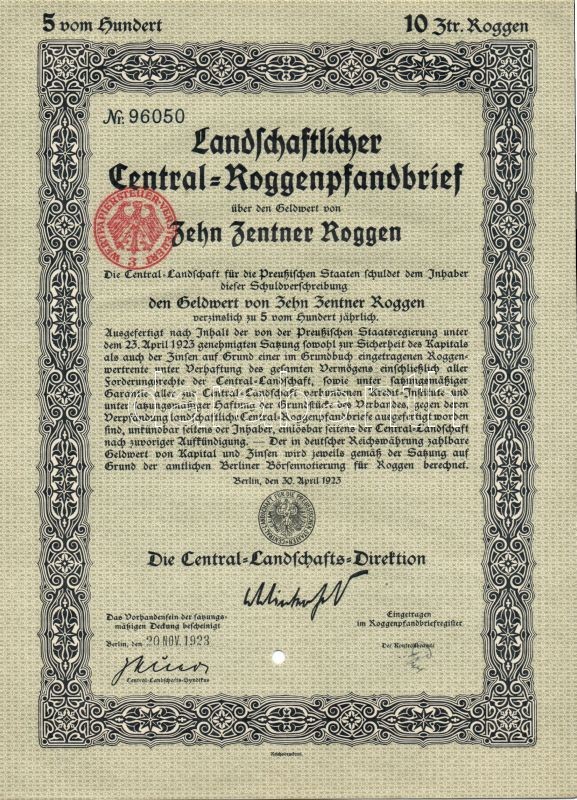 5 vom Hundert
10 Ztr. Roggen
Nr. 96050
Landschaftlicher
Central=Roggenpfandbrief
über den Geldwert von
Zehn Zentner Roggen
WERTPAPIERSTEUER VERSTEUERT
3
Die Central=Landschaft für die Preußischen Staaten schuldet dem Inhaber
dieser Schuldverschreibung
den Geldwert von Zehn Zentner Roggen
verzinslich zu 5 vom Hundert jährlich.
Ausgefertigt nach Inhalt der von der Preußischen Staatsregierung unter
dem 23. April 1923 genehmigten Satzung sowohl zur Sicherheit des Kapitals
als auch der Zinsen auf Grund einer im Grundbuch eingetragenen Roggen=
wertrente unter Verhaftung des gesamten Vermögens einschließlich aller
Forderungsrechte der Central=Landschaft, sowie unter satzungsmäßiger
Garantie aller zur Central=Landschaft verbundenen Kredit=Institute und
unter satzungsmäßiger Haftung der Grundstücke des Verbandes, gegen deren
Verpfändung landschaftliche Central=Roggenpfandbriefe ausgefertigt worden
sind, unkündbar seitens der Inhaber, einlösbar seitens der Central=Landschaft
nach zuvoriger Aufkündigung. — Der in deutscher Reichswährung zahlbare
Geldwert von Kapital und Zinsen wird jeweils gemäß der Satzung auf
Grund der amtlichen Berliner Börsennotierung für Roggen berechnet.
Berlin, den 30. April 1923
Die Central=Landschafts=Direktion
Das Vorhandensein der satzungs=
mäßigen Deckung bescheinigt
Berlin, den 20 NOV. 1923
Central=Landschafts=Syndikus
Eingetragen
im Roggenpfandbriefregister
Der Kontrollbeamte
Reichsdruckerei